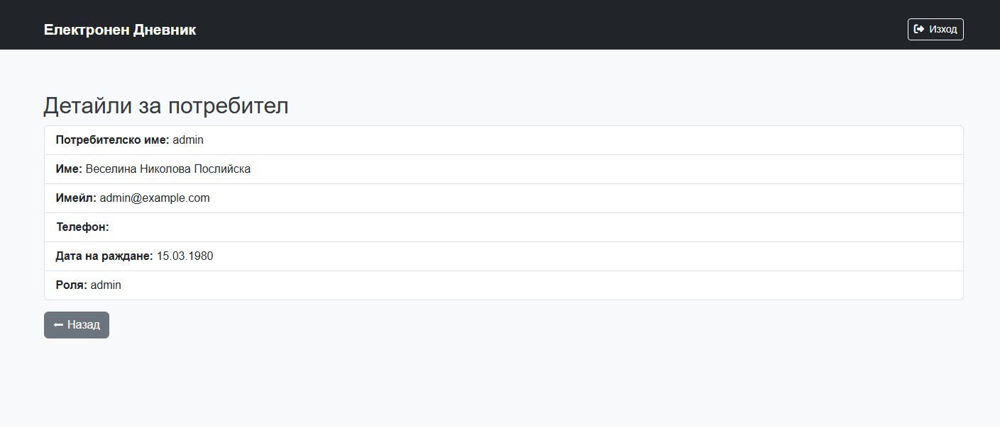 Електронен Дневник
Изход
Детайли за потребител
Потребителско име: admin
Име: Веселина Николова Послийска
Имейл: admin@example.com
Телефон:
Дата на раждане: 15.03.1980
Роля: admin
Назад